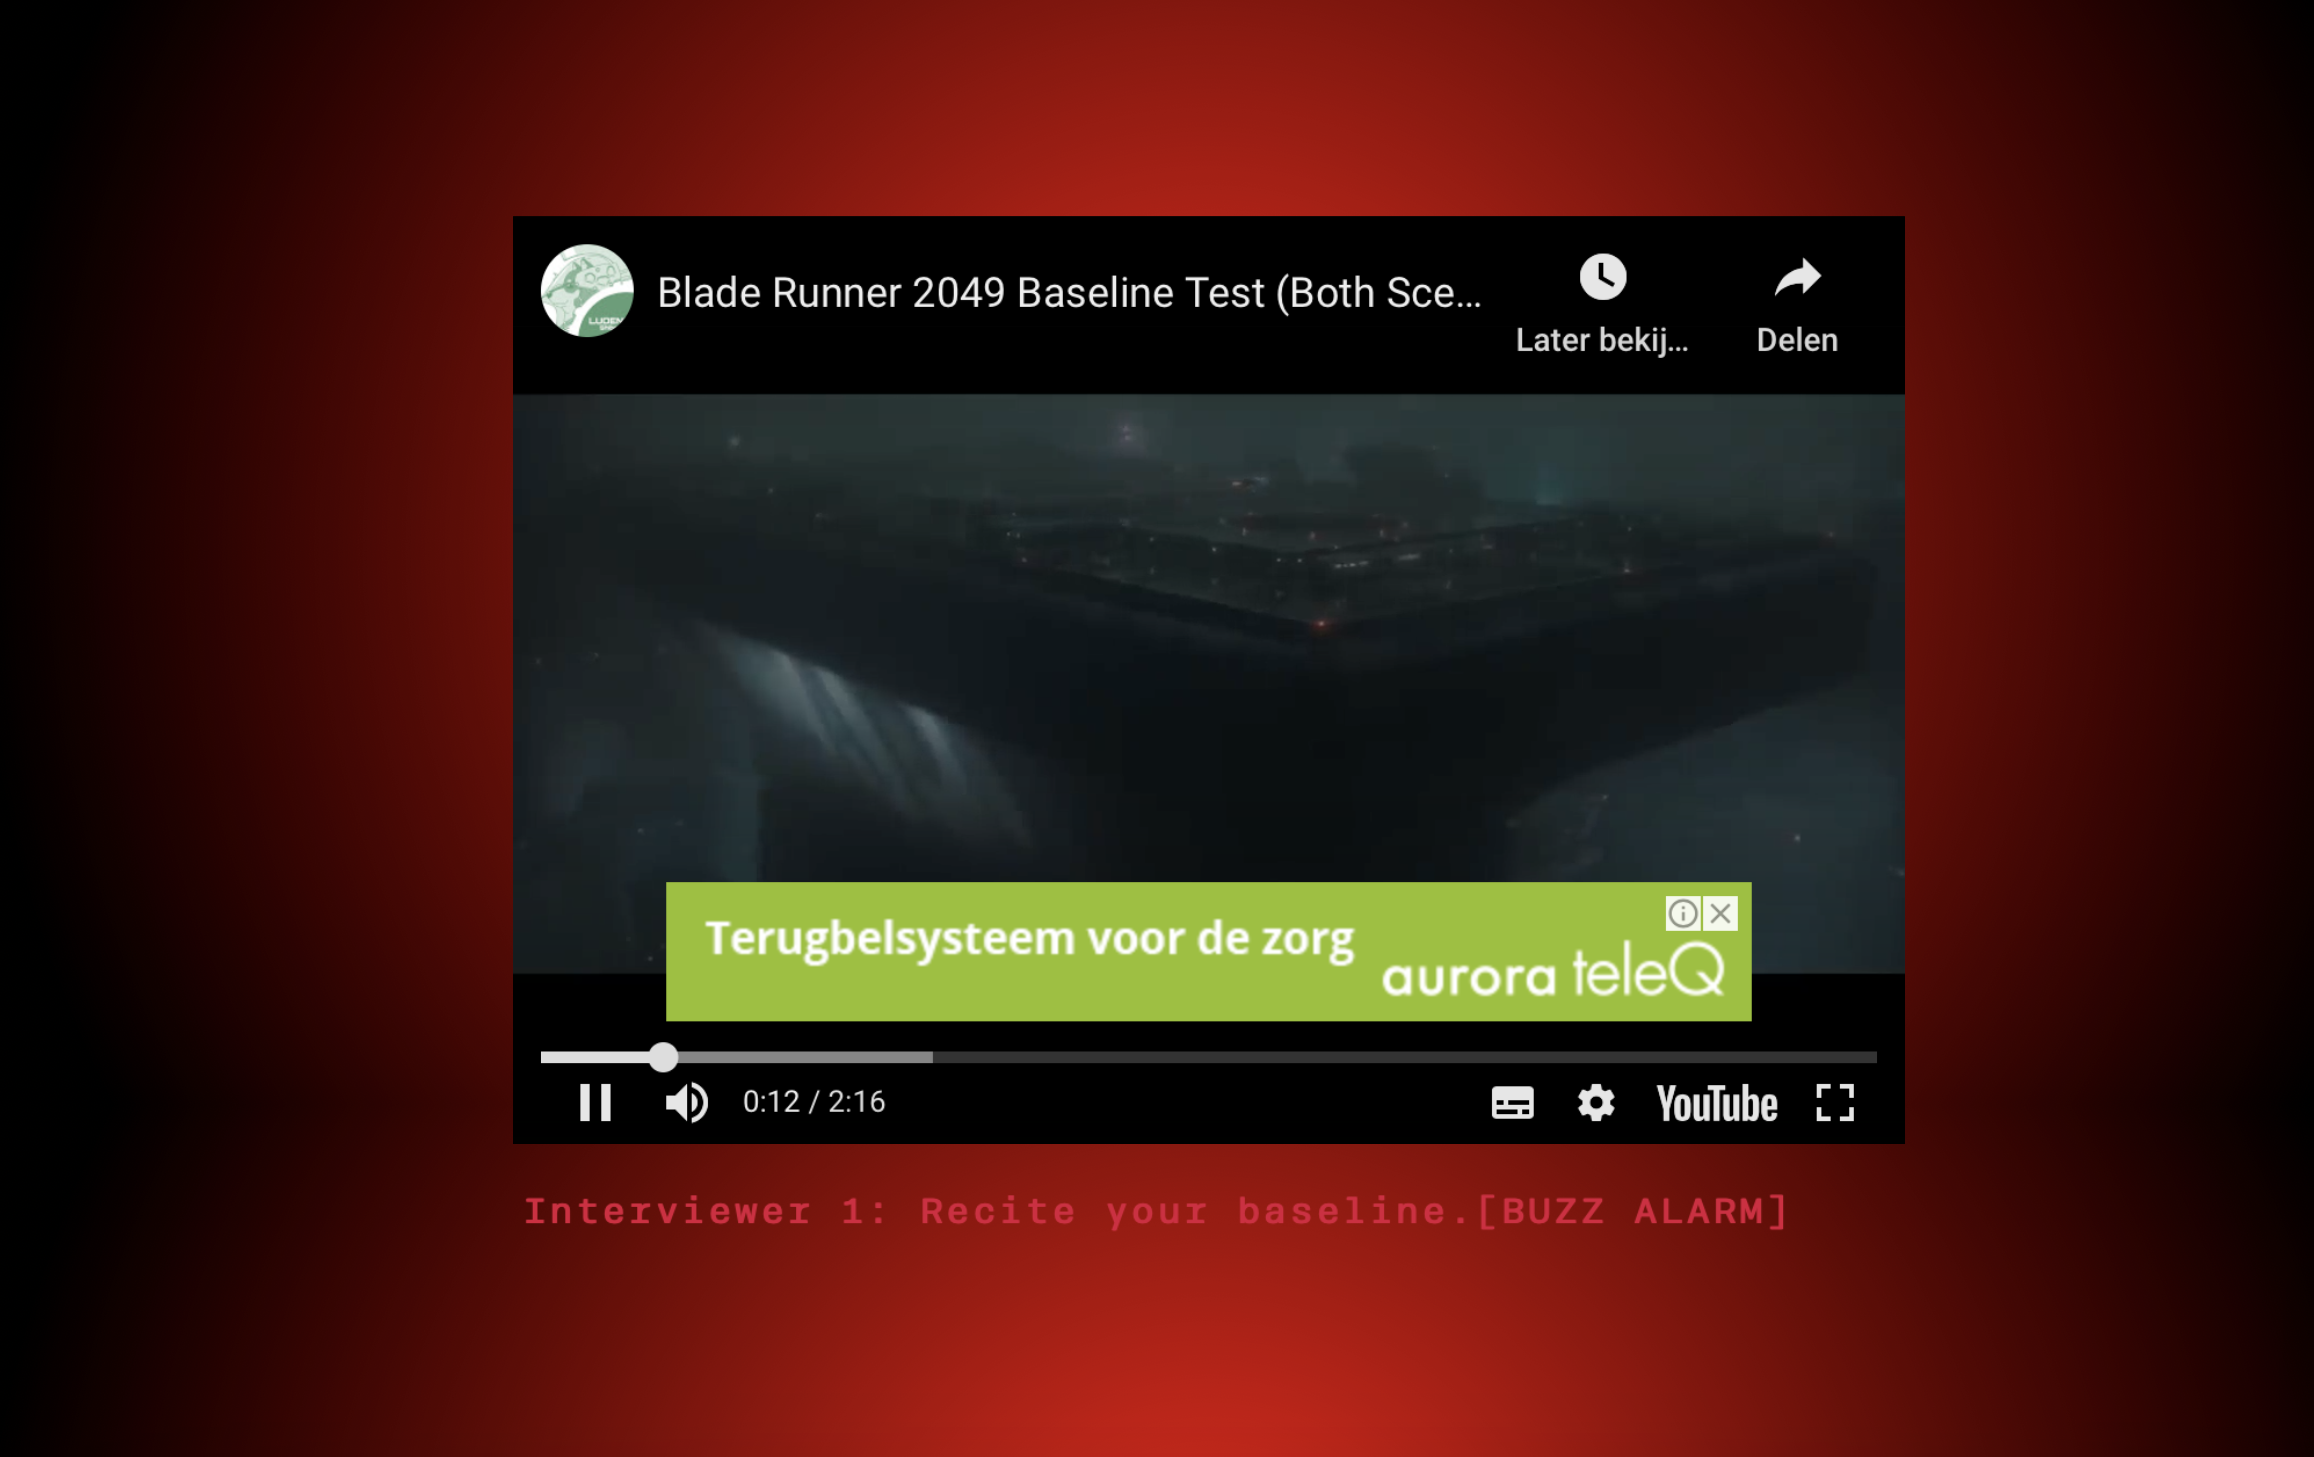 Blade Runner 2049 Baseline Test (Both Sce...
Later bekij...
Delen
Terugbelsysteem voor de zorg
aurora teleQ
0:12 / 2:16
YouTube
Interviewer 1: Recite your baseline.[BUZZ ALARM]